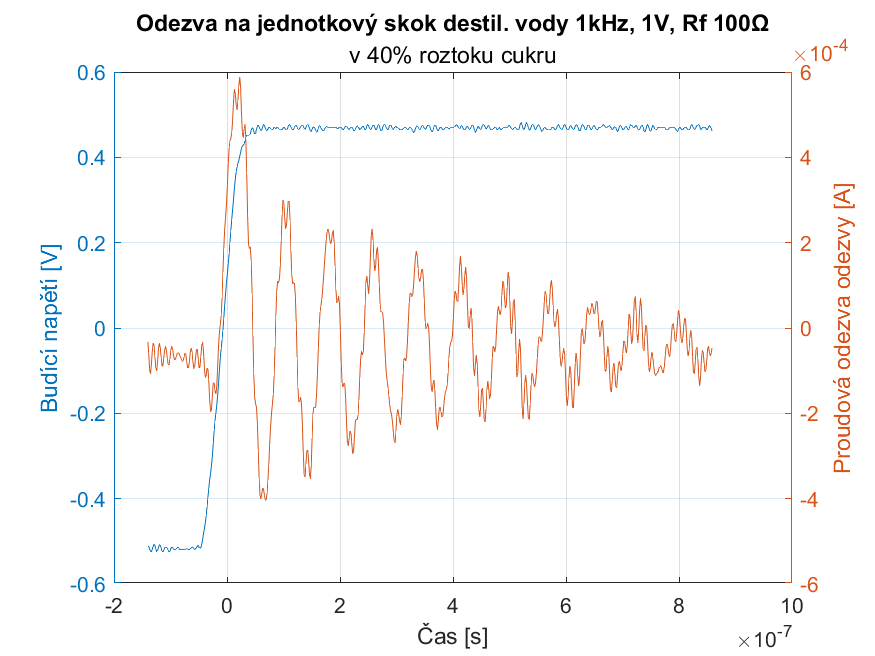 Odezva na jednotkový skok destil. vody 1kHz, 1V, Rf 100Ω
v 40% roztoku cukru
×10^-4
0.6
0.4
0.2
0
-0.2
-0.4
-0.6
Budící napětí [V]
6
4
2
0
-2
-4
-6
Proudová odezva odezvy [A]
-2 0 2 4 6 8 10
Čas [s]
×10^-7